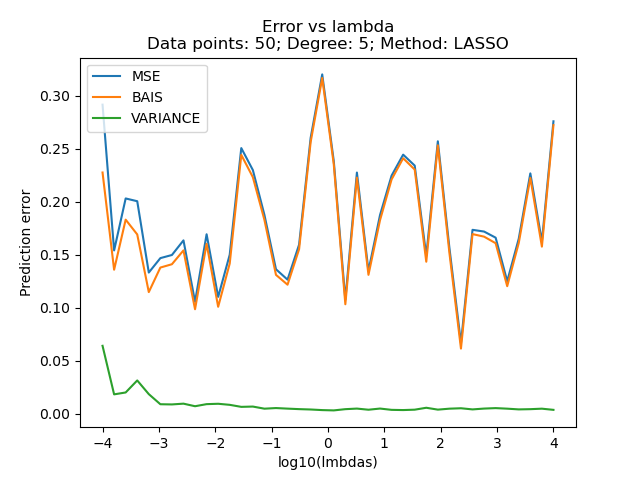 Error vs lambda
Data points: 50; Degree: 5; Method: LASSO
MSE
BAIS
VARIANCE
Prediction error
0.30
0.25
0.20
0.15
0.10
0.05
0.00
−4 −3 −2 −1 0 1 2 3 4
log10(lmbdas)